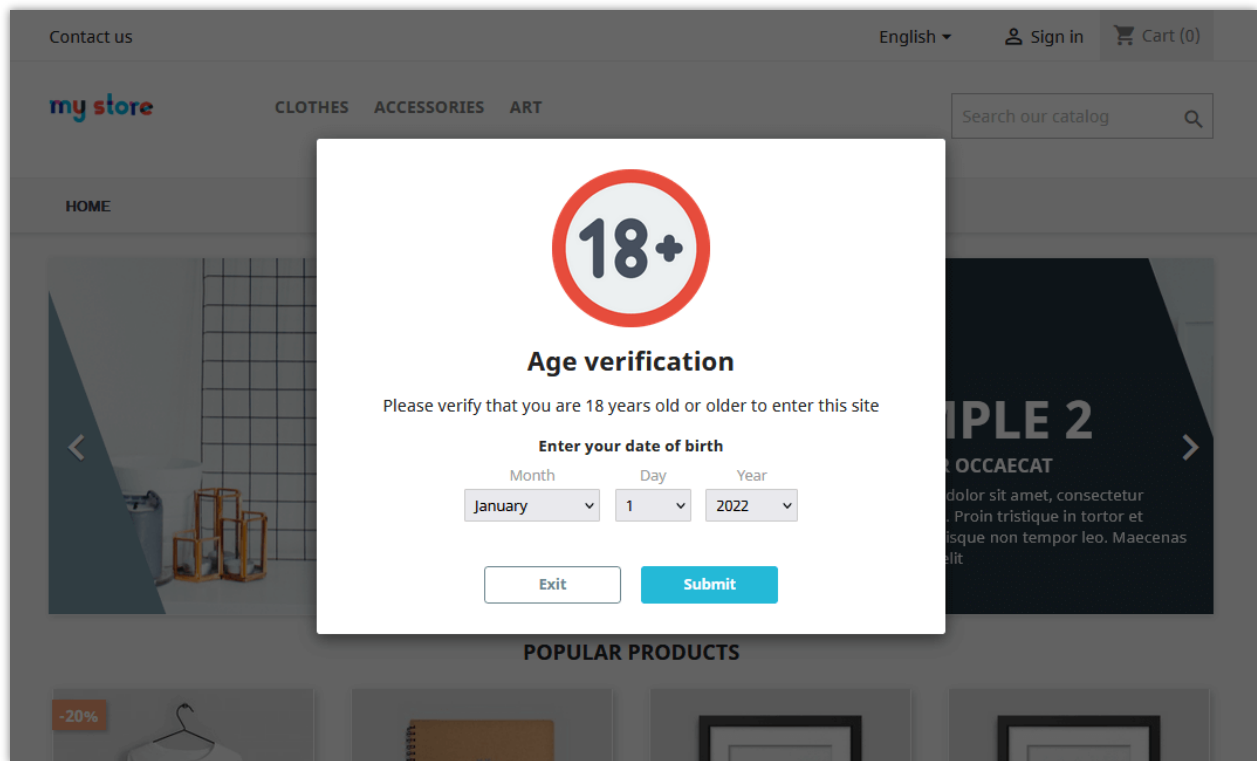 Contact us
English
Sign in
Cart (0)
my store
CLOTHES
ACCESSORIES
ART
Search our catalog
HOME
18+
Age verification
Please verify that you are 18 years old or older to enter this site
Enter your date of birth
Month
Day
Year
January
1
2022
Exit
Submit
2
OCCAECAT
dolor sit amet, consectetur
. Proin tristique in tortor et
non tempor leo. Maecenas
POPULAR PRODUCTS
-20%